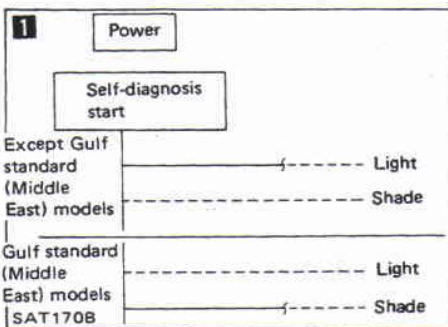 1
Power
Self-diagnosis
start
Except Gulf
standard
(Middle
East) models
Light
Shade
Gulf standard
(Middle
East) models
Light
Shade
SAT170B